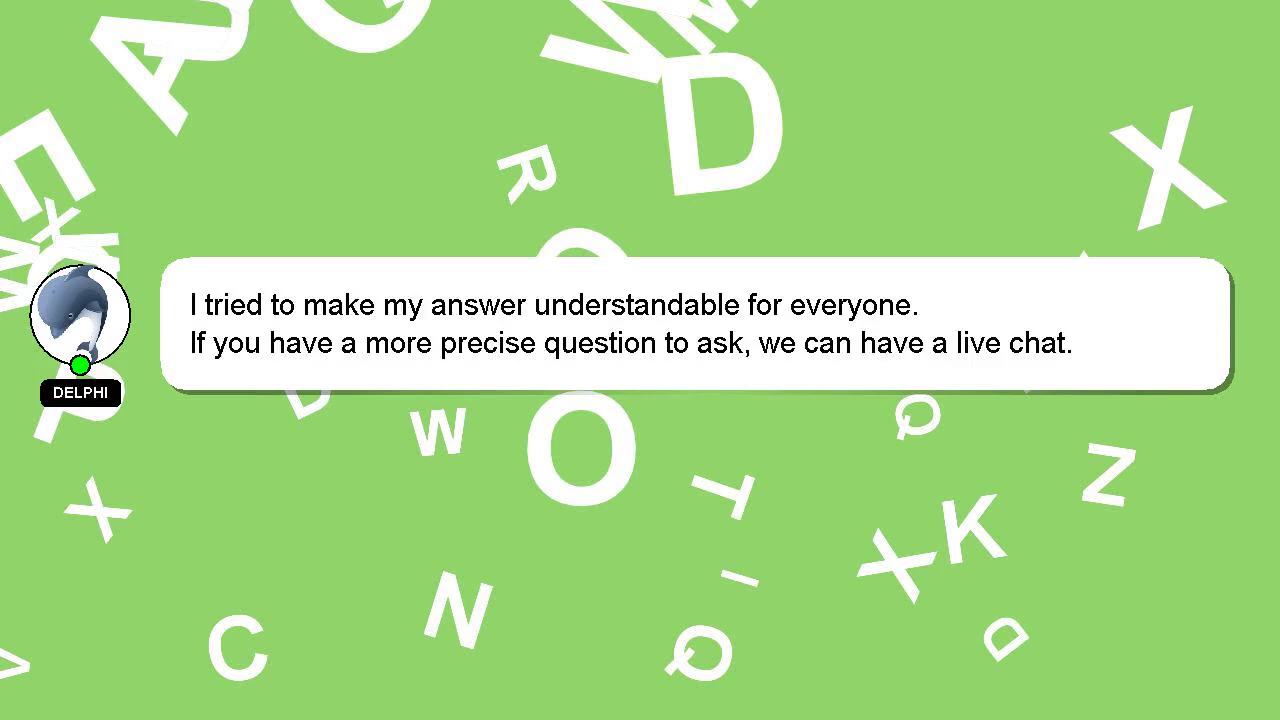 A
G
V
M
D
E
R
X
X
K
W
O
I tried to make my answer understandable for everyone.
If you have a more precise question to ask, we can have a live chat.
DELPHI
D
W
O
Q
T
N
X
X
K
I
N
C
Q
D
V